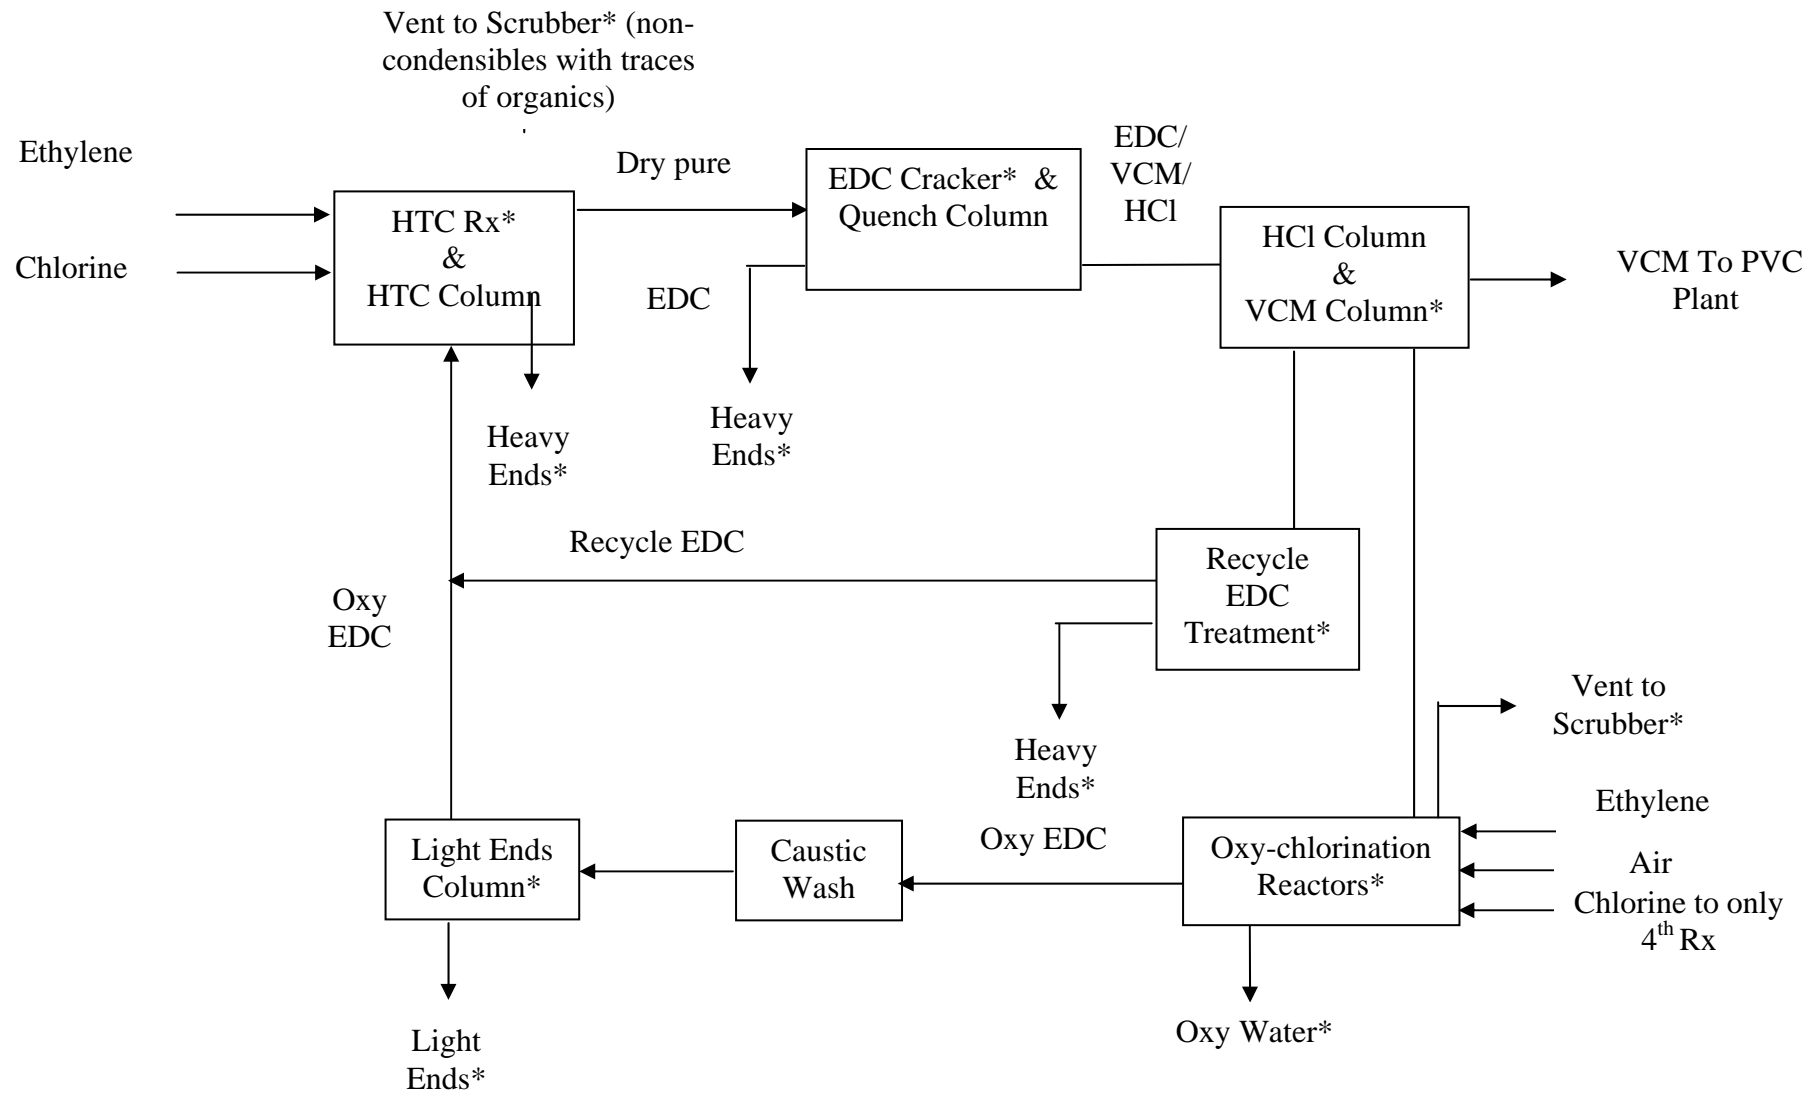 Vent to Scrubber* (non-
condensibles with traces
of organics)
Ethylene
Chlorine
HTC Rx*
&
HTC Column
Dry pure
EDC
EDC Cracker* &
Quench Column
EDC/
VCM/
HCl
HCl Column
&
VCM Column*
VCM To PVC
Plant
Heavy
Ends*
Heavy
Ends*
Recycle EDC
Recycle
EDC
Treatment*
Oxy
EDC
Heavy
Ends*
Vent to
Scrubber*
Light Ends
Column*
Caustic
Wash
Oxy EDC
Oxy-chlorination
Reactors*
Ethylene
Air
Chlorine to only
4th Rx
Light
Ends*
Oxy Water*